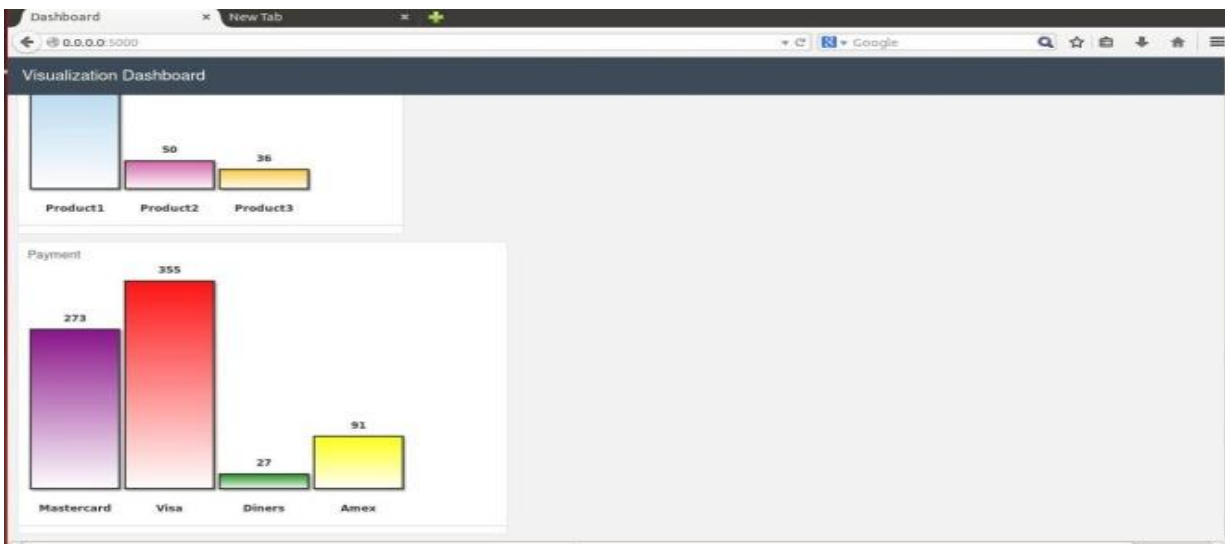 Dashboard New Tab
0.0.0.0:5000 Google
Visualization Dashboard
50
36
Product1 Product2 Product3
Payment
355
273
91
27
Mastercard Visa Diners Amex